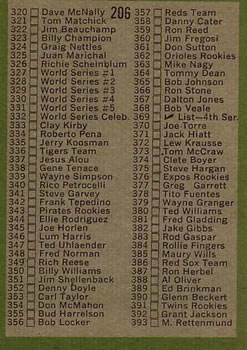 206
320 Dave McNally
321 Tom Matchick
322 Jim Beauchamp
323 Billy Champion
324 Graig Nettles
325 Juan Marichal
326 Richie Scheinblum
327 World Series #1
328 World Series #2
329 World Series #3
330 World Series #4
331 World Series #5
332 World Series Celeb.
333 Clay Kirby
334 Roberto Pena
335 Jerry Koosman
336 Tigers Team
337 Jesus Alou
338 Gene Tenace
339 Wayne Simpson
340 Rico Petrocelli
341 Steve Garvey
342 Frank Tepedino
343 Pirates Rookies
344 Ellie Rodriguez
345 Joe Horlen
346 Lum Harris
347 Ted Uhlaender
348 Fred Norman
349 Rich Reese
350 Billy Williams
351 Jim Shellenback
352 Denny Doyle
353 Carl Taylor
354 Don McMahon
355 Bud Harrelson
356 Bob Locker
357 Reds Team
358 Danny Cater
359 Ron Reed
360 Jim Fregosi
361 Don Sutton
362 Orioles Rookies
363 Mike Nagy
364 Tommy Dean
365 Bob Johnson
366 Ron Stone
367 Dalton Jones
368 Bob Veale
369 List—4th Ser.
370 Joe Torre
371 Jack Hiatt
372 Lew Krausse
373 Tom McCraw
374 Clete Boyer
375 Steve Hargan
376 Expos Rookies
377 Greg Garrett
378 Tito Fuentes
379 Wayne Granger
380 Ted Williams
381 Fred Gladding
382 Jake Gibbs
383 Rod Gaspar
384 Rollie Fingers
385 Maury Wills
386 Red Sox Team
387 Ron Herbel
388 Al Oliver
389 Ed Brinkman
390 Glenn Beckert
391 Twins Rookies
392 Grant Jackson
393 M. Rettenmund